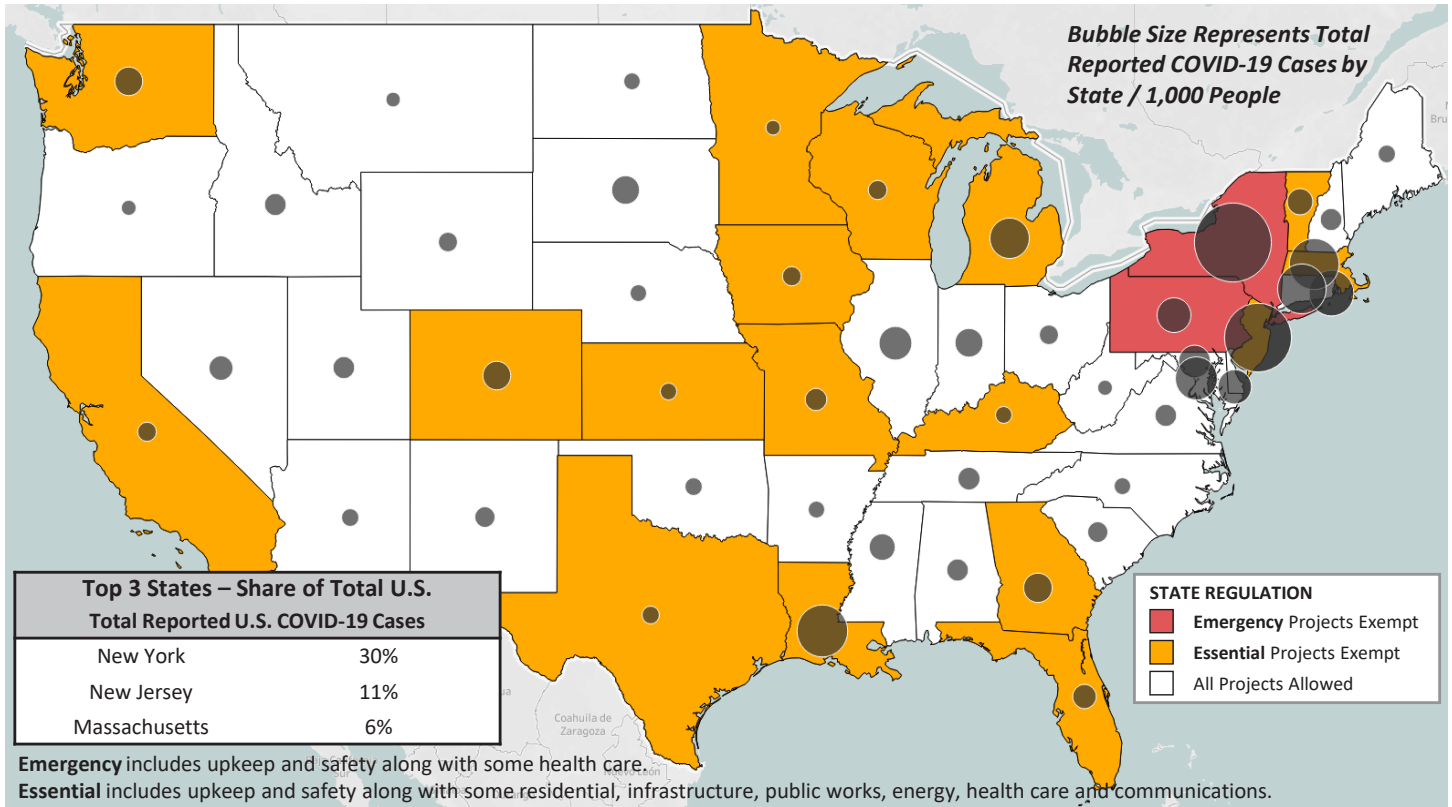 Bubble Size Represents Total
Reported COVID-19 Cases by
State / 1,000 People
Top 3 States – Share of Total U.S.
Total Reported U.S. COVID-19 Cases
New York 30%
New Jersey 11%
Massachusetts 6%
STATE REGULATION
Emergency Projects Exempt
Essential Projects Exempt
All Projects Allowed
Coahuila de
Zaragoza
Emergency includes upkeep and safety along with some health care.
Essential includes upkeep and safety along with some residential, infrastructure, public works, energy, health care and communications.